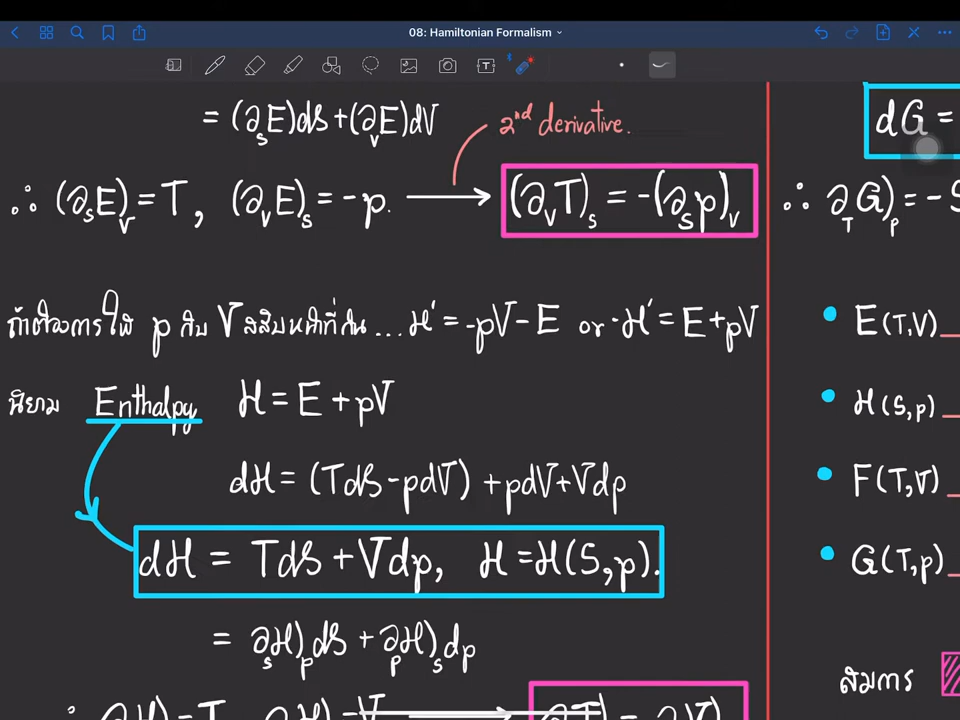 08: Hamiltonian Formalism
= (∂_S E)dS + (∂_V E)dV
2nd derivative.
∴ (∂_S E)_V = T, (∂_V E)_S = -p. → (∂_V T)_S = -(∂_S p)_V
ถ้าต้องการให้ p กับ V สลับหน้าที่กัน... H' = -pV - E or -H' = E + pV
นิยาม Enthalpy H = E + pV
dH = (TdS - pdV) + pdV + Vdp
dH = TdS + Vdp, H = H(S,p).
= ∂_S H)_p dS + ∂_p H)_S dp
dG =
∴ ∂_T G)_p = -S
• E(T,V)
• H(S,p)
• F(T,V)
• G(T,p)
สมการ